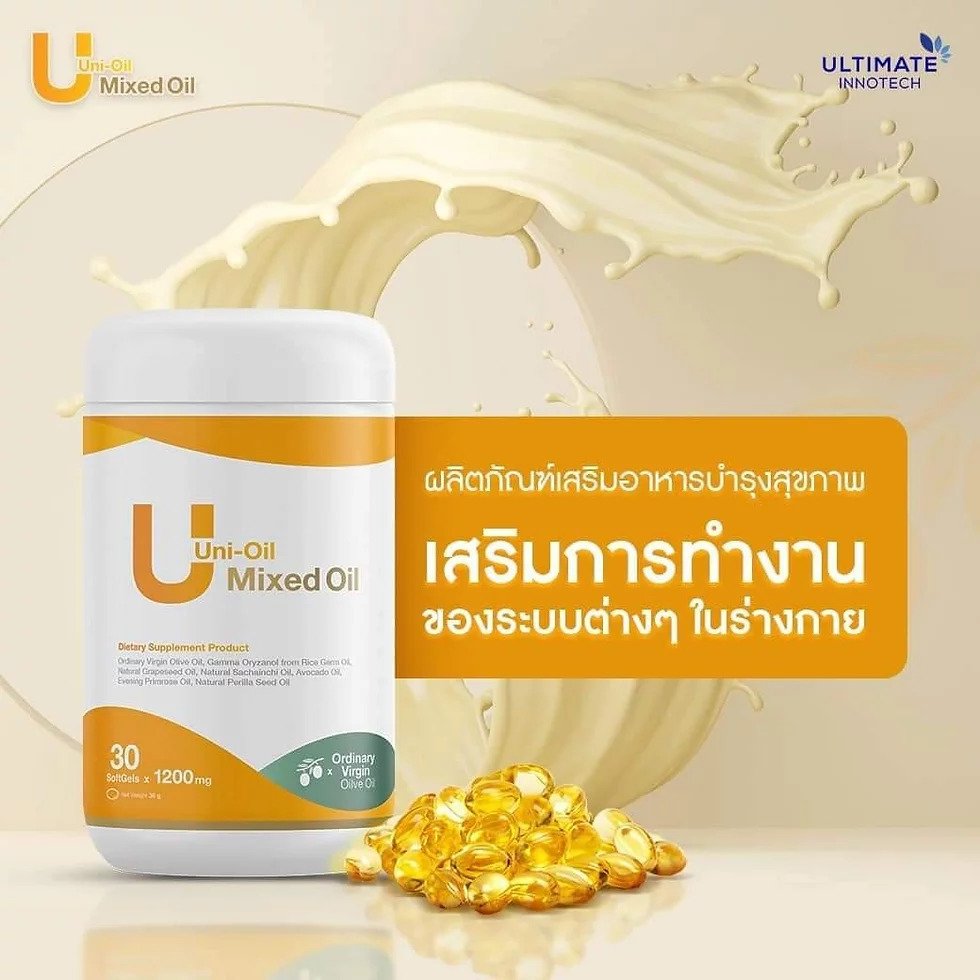 Uni-Oil
Mixed Oil
ULTIMATE
INNOTECH
ผลิตภัณฑ์เสริมอาหารบำรุงสุขภาพ
เสริมการทำงาน
ของระบบต่างๆ ในร่างกาย
Uni-Oil
Mixed Oil
Dietary Supplement Product
Ordinary Virgin Olive Oil, Gamma Oryzanol from Rice Germ Oil,
Natural Grapeseed Oil, Natural Sachainchi Oil, Avocado Oil,
Evening Primrose Oil, Natural Perilla Seed Oil
30
SoftGels x 1200mg
Net Weight 36 g
Ordinary
x Virgin
Olive Oil